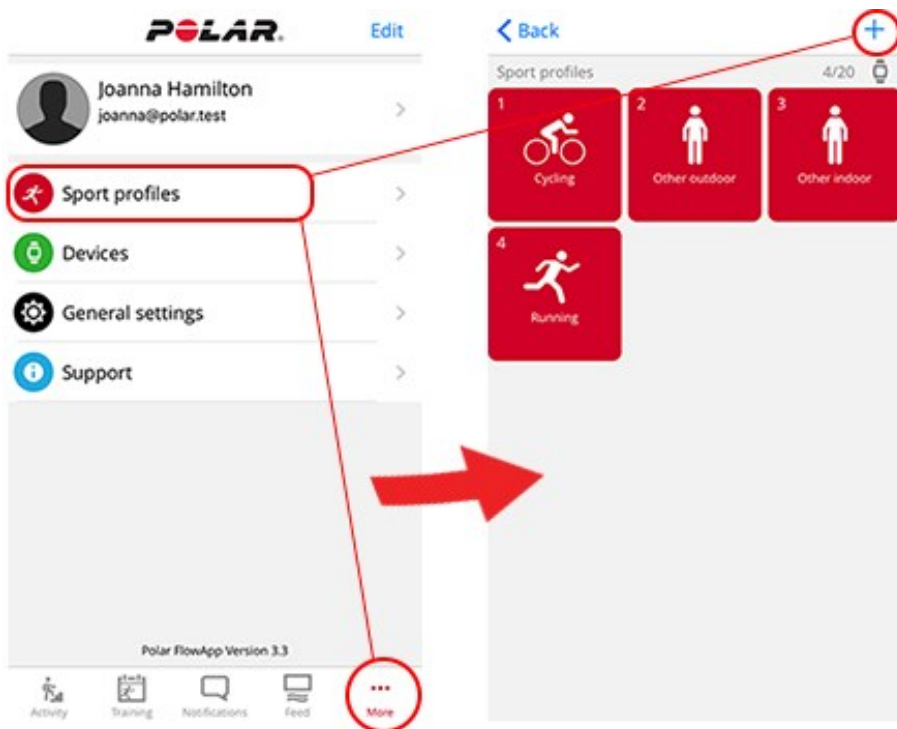 POLAR.
Edit
Joanna Hamilton
joanna@polar.test
Sport profiles
Devices
General settings
Support
Polar FlowApp Version 3.3
Activity
Training
Notifications
Feed
More
Back
Sport profiles
4/20
1
Cycling
2
Other outdoor
3
Other indoor
4
Running